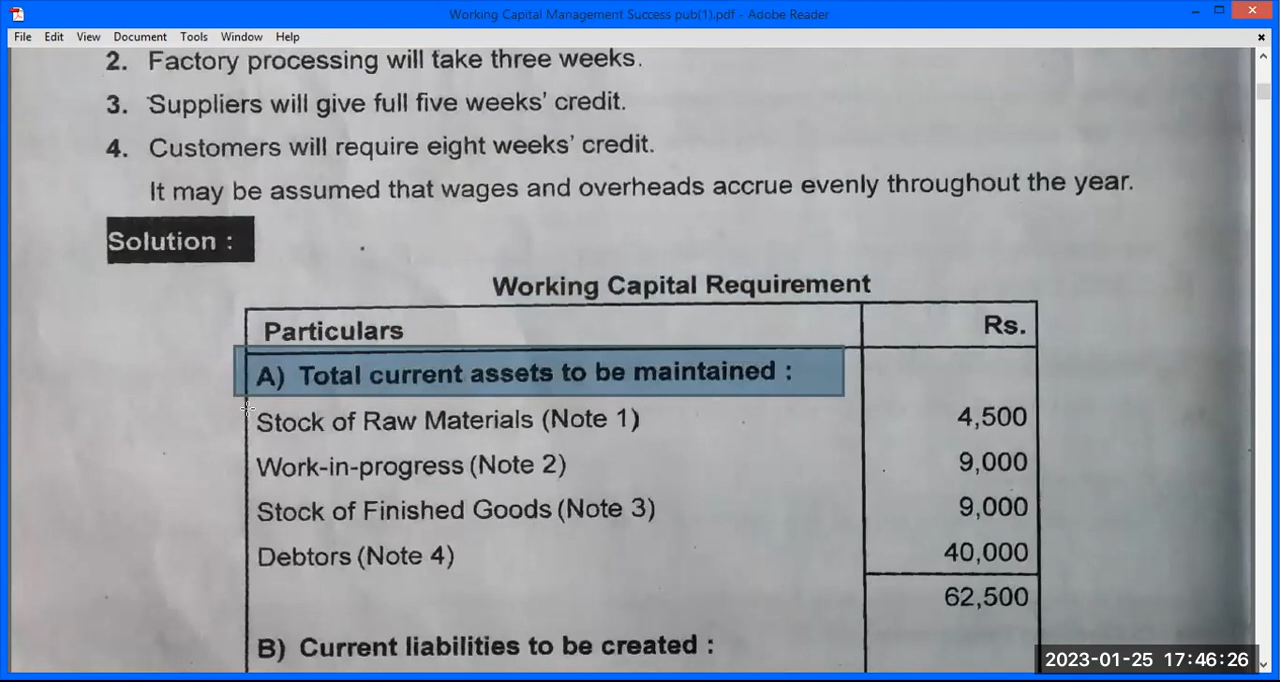 Working Capital Management Success pub(1).pdf - Adobe Reader
File Edit View Document Tools Window Help
2. Factory processing will take three weeks.
3. Suppliers will give full five weeks' credit.
4. Customers will require eight weeks' credit.
It may be assumed that wages and overheads accrue evenly throughout the year.
Solution :
Working Capital Requirement
Particulars Rs.
A) Total current assets to be maintained :
Stock of Raw Materials (Note 1) 4,500
Work-in-progress (Note 2) 9,000
Stock of Finished Goods (Note 3) 9,000
Debtors (Note 4) 40,000
62,500
B) Current liabilities to be created :
2023-01-25 17:46:26